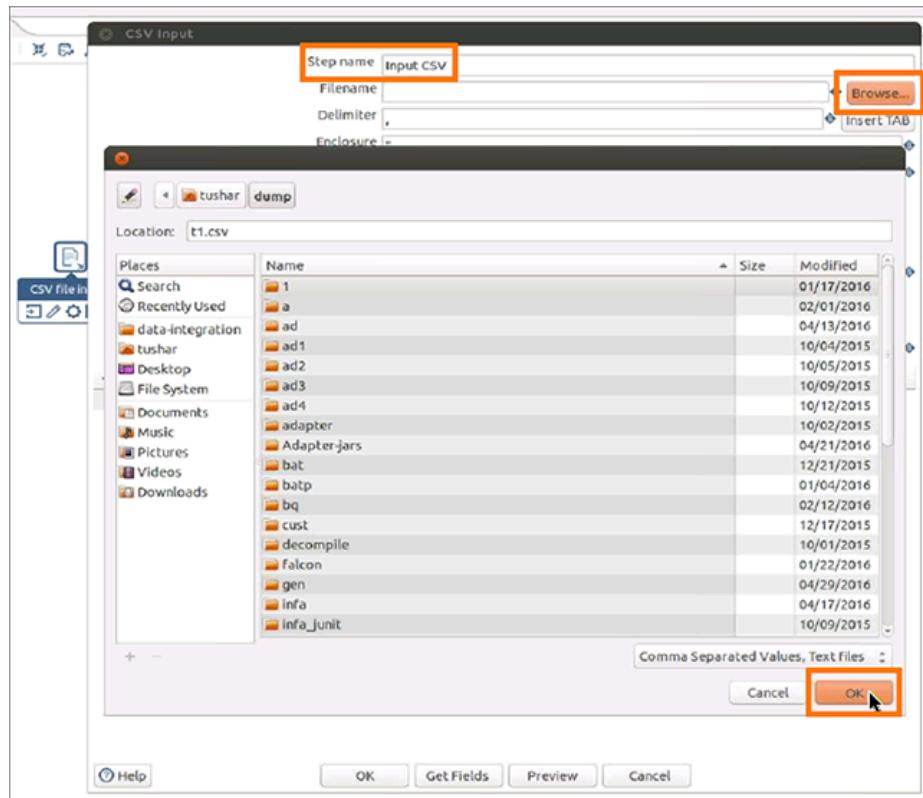 CSV Input
Step name Input CSV
Filename Browse...
Delimiter , Insert TAB
Enclosure "
tushar dump
Location: t1.csv
Places Name Size Modified
Search 1 01/17/2016
Recently Used a 02/01/2016
ad 04/13/2016
data-integration ad1 10/04/2015
tushar ad2 10/05/2015
Desktop ad3 10/09/2015
File System ad4 10/12/2015
Documents adapter 10/02/2015
Music Adapter-jars 04/21/2016
Pictures bat 12/21/2015
Videos batp 01/04/2016
Downloads bq 02/12/2016
cust 12/17/2015
decompile 10/01/2015
falcon 01/22/2016
gen 04/29/2016
infa 04/17/2016
infa_junit 10/09/2015
CSV file in
Comma Separated Values, Text files
Cancel OK
Help OK Get Fields Preview Cancel